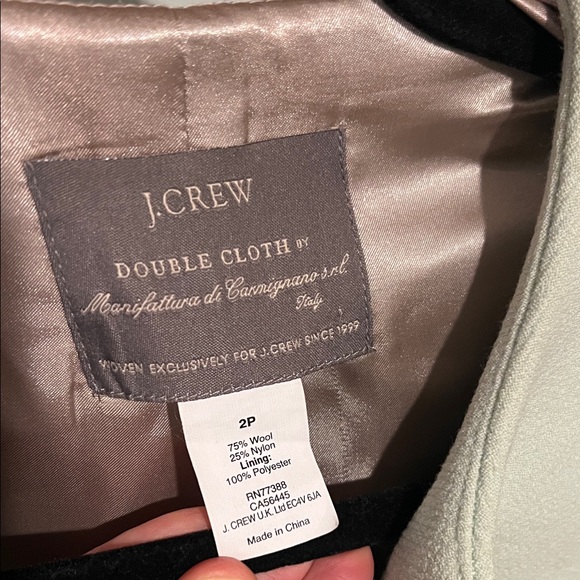 J.CREW
DOUBLE CLOTH BY
Manifattura di Carmignano s.r.l.
Italy
WOVEN EXCLUSIVELY FOR J.CREW SINCE 1999
2P
75% Wool
25% Nylon
Lining:
100% Polyester
RN77388
CA56445
J. CREW U.K. Ltd EC4V 6JA
Made in China